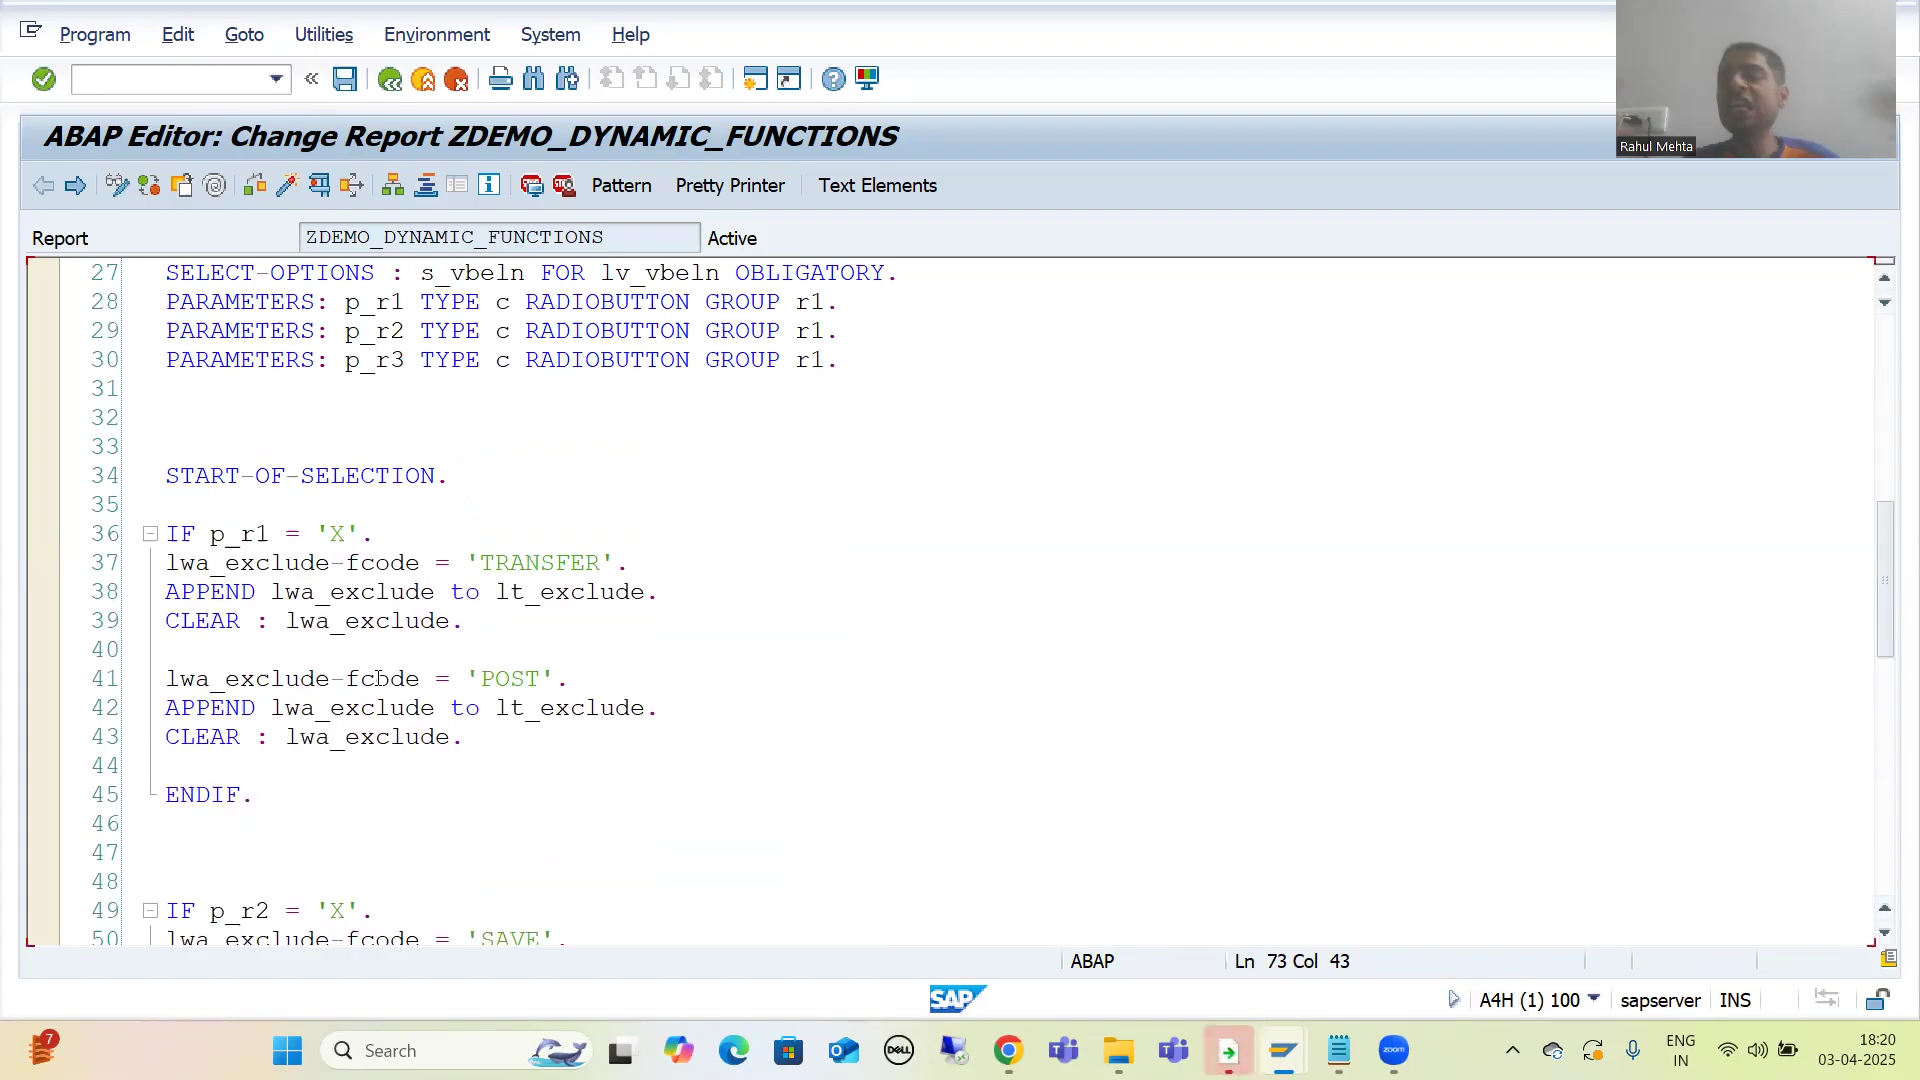 Program Edit Goto Utilities Environment System Help
ABAP Editor: Change Report ZDEMO_DYNAMIC_FUNCTIONS
Pattern Pretty Printer Text Elements
Report ZDEMO_DYNAMIC_FUNCTIONS Active
Rahul Mehta
27 SELECT-OPTIONS : s_vbeln FOR lv_vbeln OBLIGATORY.
28 PARAMETERS: p_r1 TYPE c RADIOBUTTON GROUP r1.
29 PARAMETERS: p_r2 TYPE c RADIOBUTTON GROUP r1.
30 PARAMETERS: p_r3 TYPE c RADIOBUTTON GROUP r1.
31
32
33
34 START-OF-SELECTION.
35
36 IF p_r1 = 'X'.
37 lwa_exclude-fcode = 'TRANSFER'.
38 APPEND lwa_exclude to lt_exclude.
39 CLEAR : lwa_exclude.
40
41 lwa_exclude-fcode = 'POST'.
42 APPEND lwa_exclude to lt_exclude.
43 CLEAR : lwa_exclude.
44
45 ENDIF.
46
47
48
49 IF p_r2 = 'X'.
50 lwa_exclude-fcode = 'SAVE'.
ABAP Ln 73 Col 43
SAP A4H (1) 100 sapserver INS
7 Search DELL zoom ENG 18:20
IN 03-04-2025